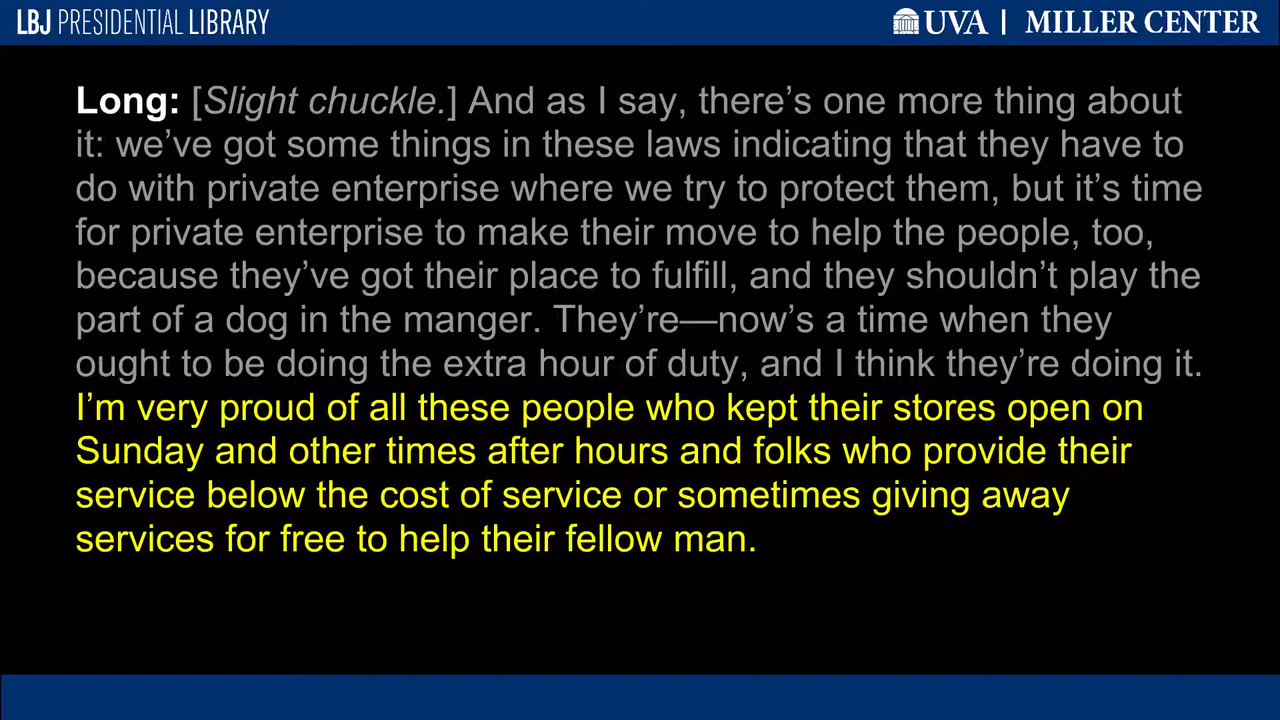 LBJ PRESIDENTIAL LIBRARY
UVA | MILLER CENTER
Long: [Slight chuckle.] And as I say, there’s one more thing about
it: we’ve got some things in these laws indicating that they have to
do with private enterprise where we try to protect them, but it’s time
for private enterprise to make their move to help the people, too,
because they’ve got their place to fulfill, and they shouldn’t play the
part of a dog in the manger. They’re—now’s a time when they
ought to be doing the extra hour of duty, and I think they’re doing it.
I’m very proud of all these people who kept their stores open on
Sunday and other times after hours and folks who provide their
service below the cost of service or sometimes giving away
services for free to help their fellow man.